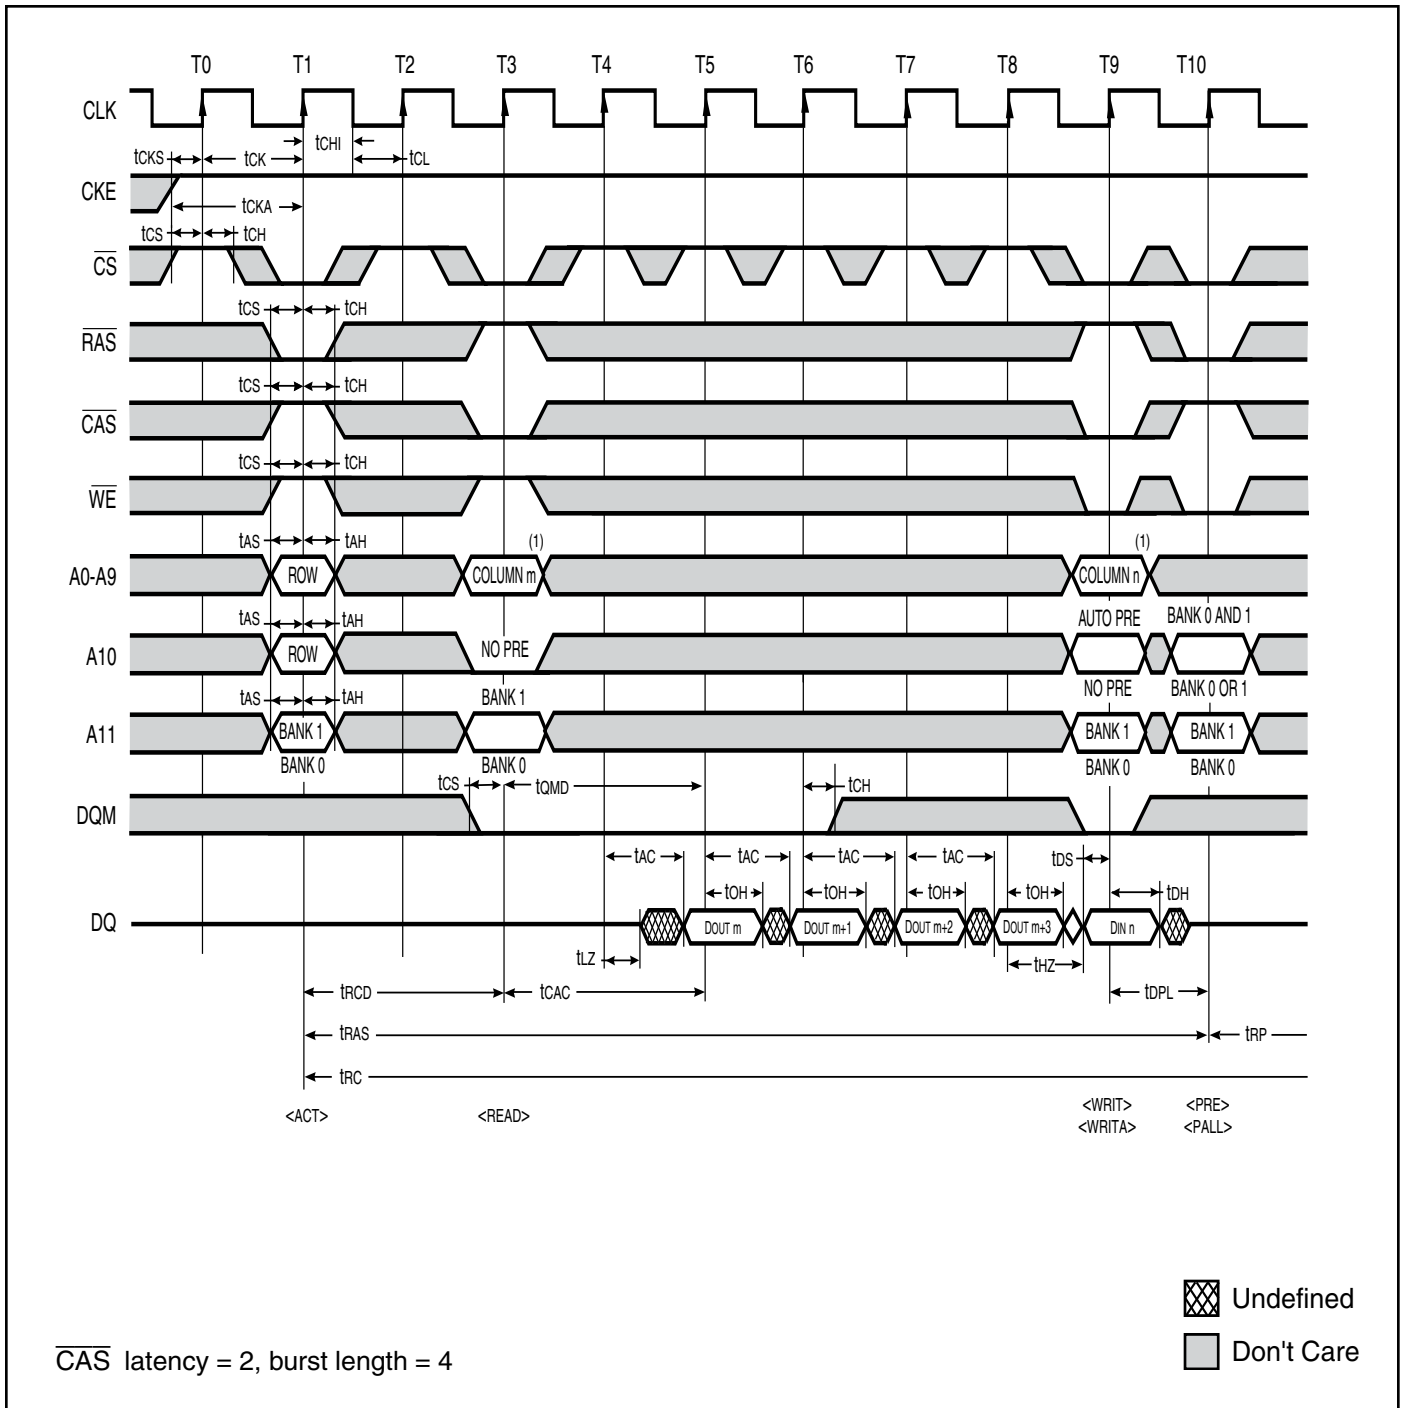 T0 T1 T2 T3 T4 T5 T6 T7 T8 T9 T10
CLK
tCHI
tCKS tCK tCL
CKE
tCKA
tCS tCH
CS
tCS tCH
RAS
tCS tCH
CAS
tCS tCH
WE
tAS tAH (1) (1)
A0-A9 ROW COLUMN m COLUMN n
tAS tAH AUTO PRE BANK 0 AND 1
A10 ROW NO PRE
tAS tAH BANK 1 NO PRE BANK 0 OR 1
A11 BANK 1 BANK 1 BANK 1
BANK 0 BANK 0 BANK 0 BANK 0
tCS tQMD tCH
DQM
tAC tAC tAC tAC tDS
tOH tOH tOH tOH tDH
DQ DOUT m DOUT m+1 DOUT m+2 DOUT m+3 DIN n
tLZ tHZ
tRCD tCAC tDPL
tRAS tRP
tRC
<ACT> <READ> <WRIT> <PRE>
<WRITA> <PALL>
Undefined
Don't Care
CAS latency = 2, burst length = 4